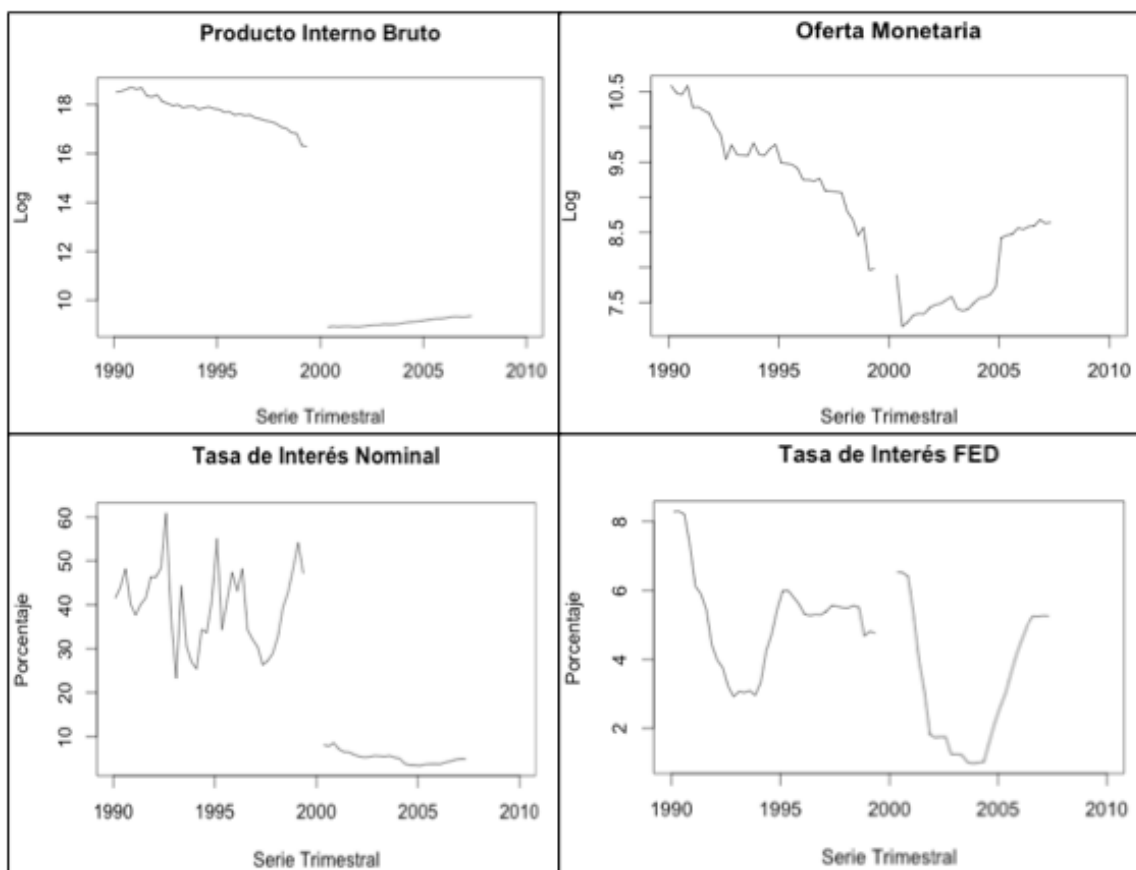 Producto Interno Bruto
Log
18
16
14
12
10
1990 1995 2000 2005 2010
Serie Trimestral
Oferta Monetaria
Log
10.5
9.5
8.5
7.5
1990 1995 2000 2005 2010
Serie Trimestral
Tasa de Interés Nominal
Porcentaje
60
50
40
30
20
10
1990 1995 2000 2005 2010
Serie Trimestral
Tasa de Interés FED
Porcentaje
8
6
4
2
1990 1995 2000 2005 2010
Serie Trimestral